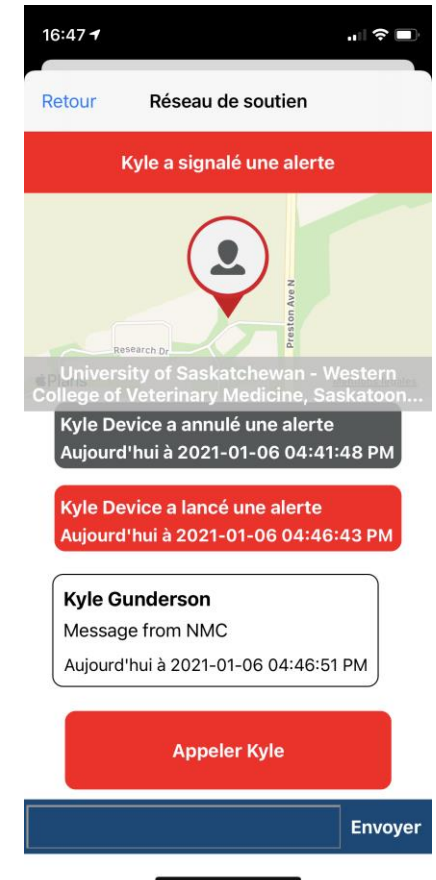 16:47
Retour
Réseau de soutien
Kyle a signalé une alerte
Preston Ave N
Research Dr
University of Saskatchewan - Western
College of Veterinary Medicine, Saskatoon...
Kyle Device a annulé une alerte
Aujourd'hui à 2021-01-06 04:41:48 PM
Kyle Device a lancé une alerte
Aujourd'hui à 2021-01-06 04:46:43 PM
Kyle Gunderson
Message from NMC
Aujourd'hui à 2021-01-06 04:46:51 PM
Appeler Kyle
Envoyer